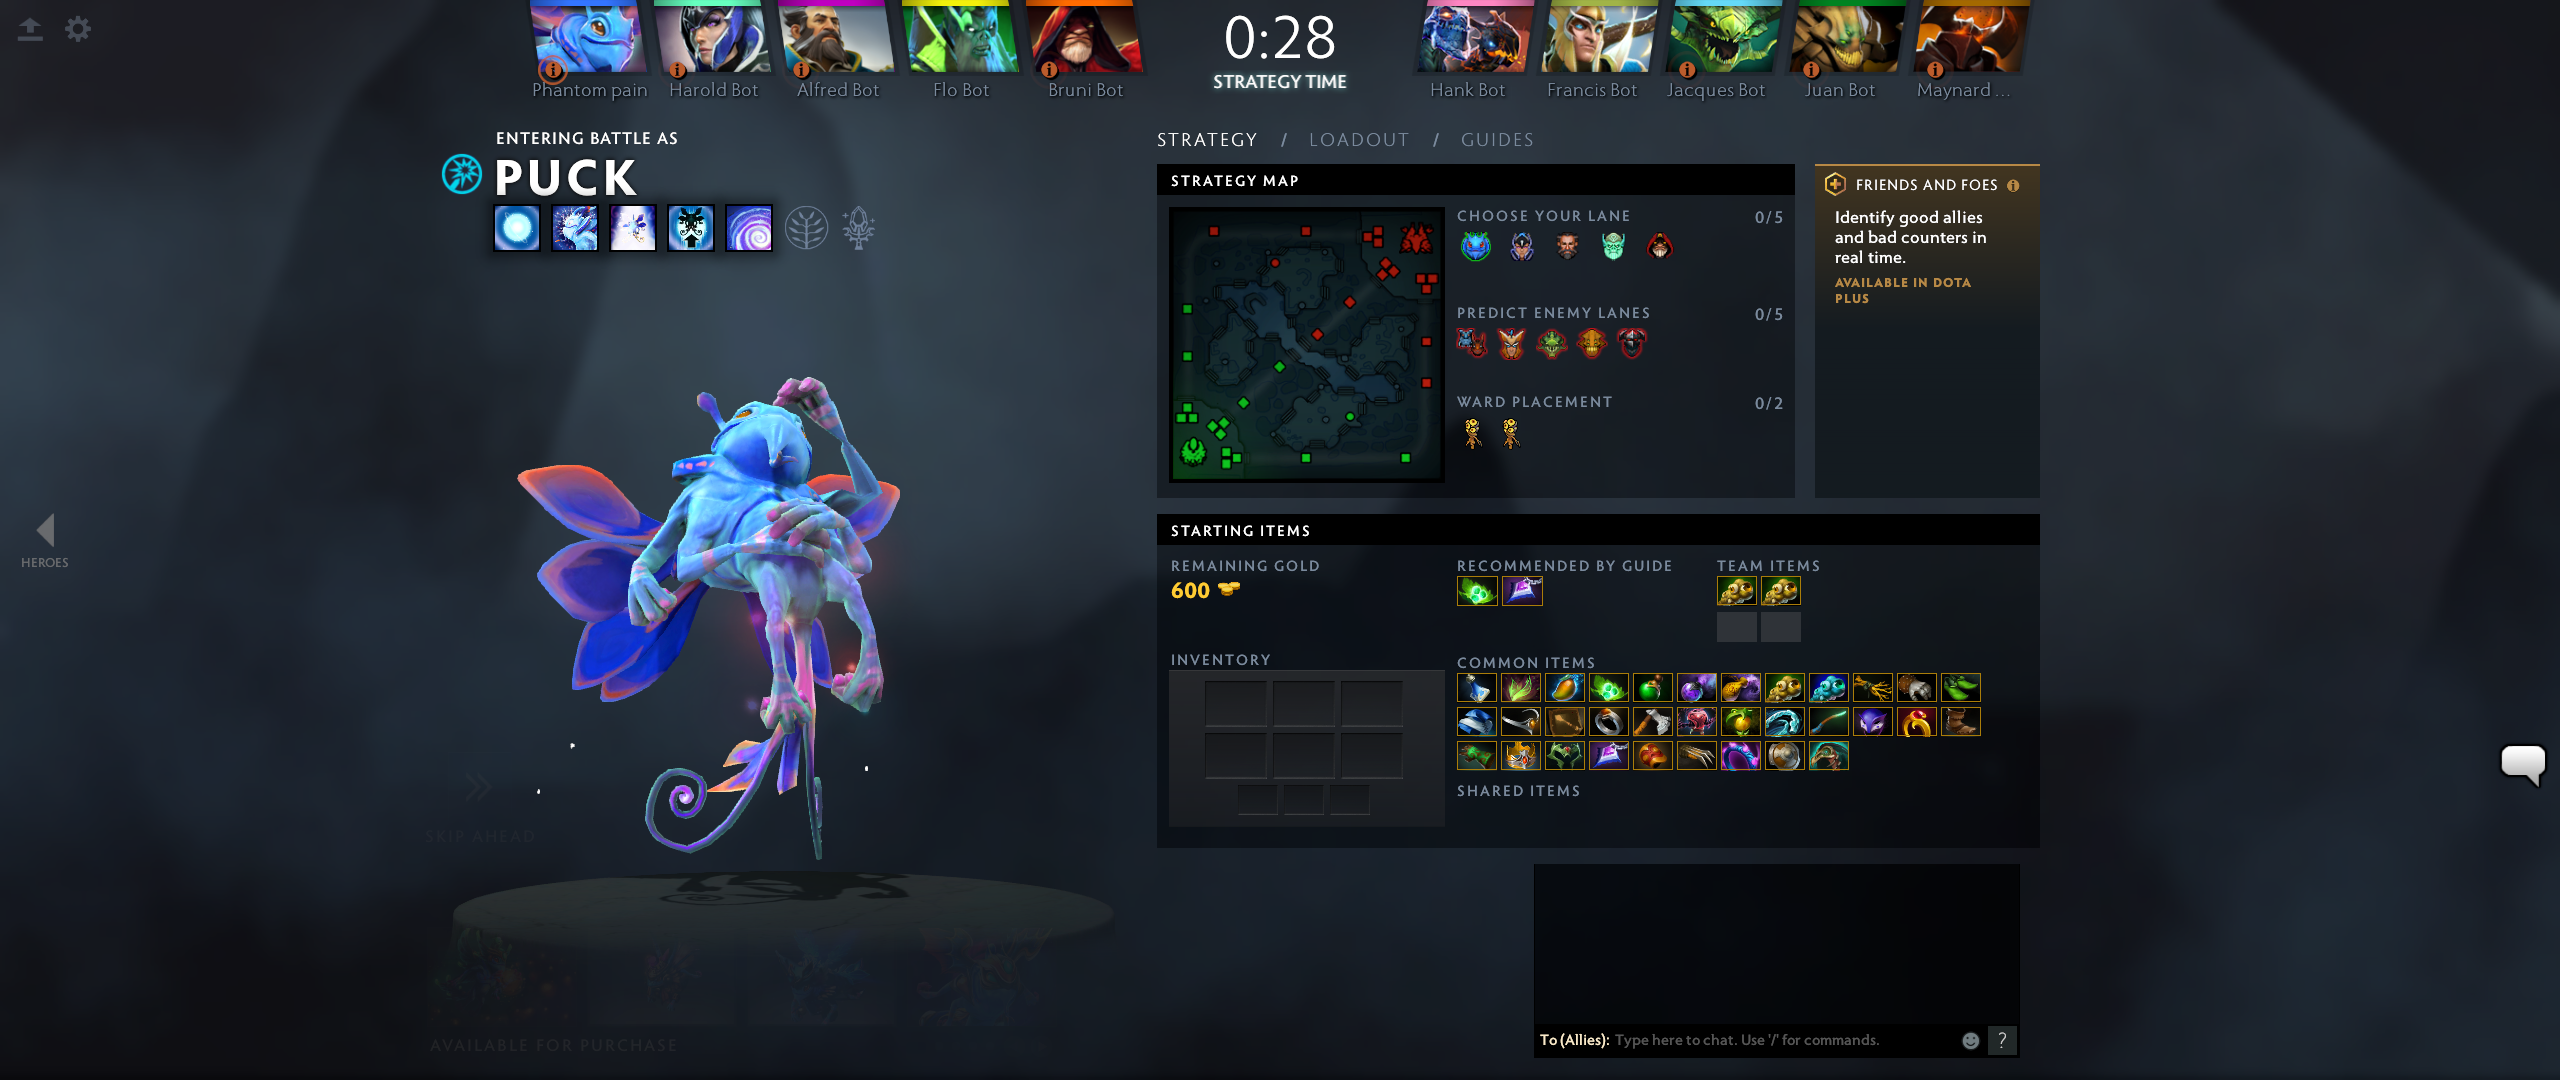 Phantom pain
Harold Bot
Alfred Bot
Flo Bot
Bruni Bot
0:28
STRATEGY TIME
Hank Bot
Francis Bot
Jacques Bot
Juan Bot
Maynard ...
ENTERING BATTLE AS
PUCK
STRATEGY / LOADOUT / GUIDES
STRATEGY MAP
CHOOSE YOUR LANE 0/5
PREDICT ENEMY LANES 0/5
WARD PLACEMENT 0/2
FRIENDS AND FOES
Identify good allies
and bad counters in
real time.
AVAILABLE IN DOTA
PLUS
HEROES
STARTING ITEMS
REMAINING GOLD
600
RECOMMENDED BY GUIDE
TEAM ITEMS
INVENTORY
COMMON ITEMS
SHARED ITEMS
SKIP AHEAD
AVAILABLE FOR PURCHASE
To (Allies): Type here to chat. Use '/' for commands.
?